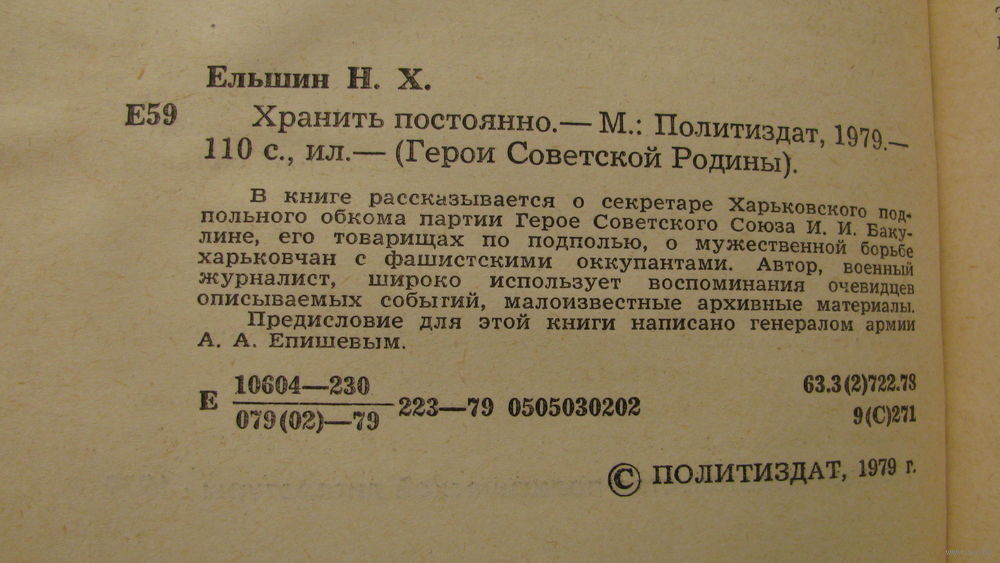 Ельшин Н. Х.
Е59 Хранить постоянно.— М.: Политиздат, 1979.—
110 с., ил.— (Герои Советской Родины).
В книге рассказывается о секретаре Харьковского под-
польного обкома партии Герое Советского Союза И. И. Баку-
лине, его товарищах по подполью, о мужественной борьбе
харьковчан с фашистскими оккупантами. Автор, военный
журналист, широко использует воспоминания очевидцев
описываемых событий, малоизвестные архивные материалы.
Предисловие для этой книги написано генералом армии
А. А. Епишевым.
Е 10604—230 63.3(2)722.78
079(02)—79 223—79 0505030202 9(С)271
© ПОЛИТИЗДАТ, 1979 г.